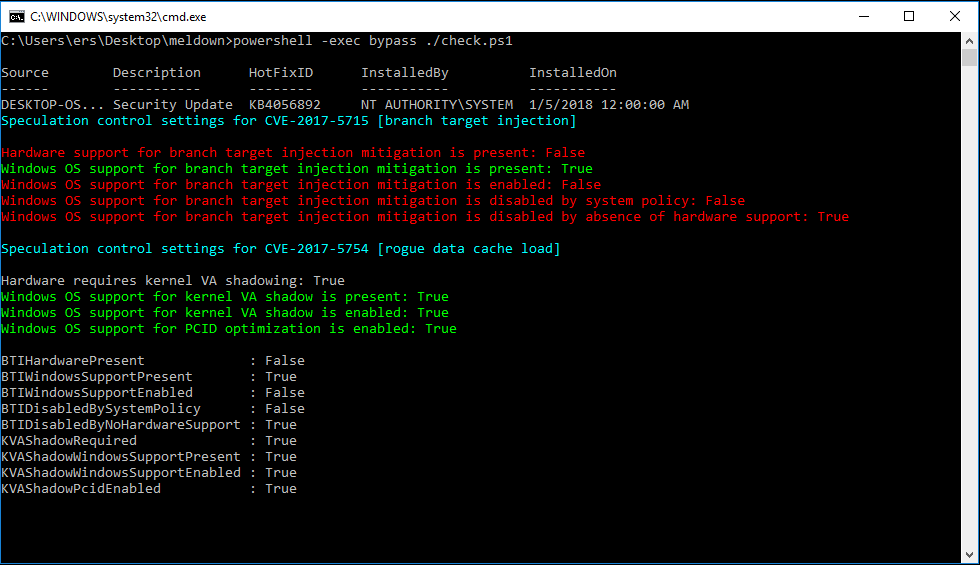 C:\WINDOWS\system32\cmd.exe
C:\Users\ers\Desktop\meldown>powershell -exec bypass ./check.ps1
Source        Description      HotFixID      InstalledBy          InstalledOn
------        -----------      --------      -----------          -----------
DESKTOP-OS... Security Update  KB4056892     NT AUTHORITY\SYSTEM  1/5/2018 12:00:00 AM
Speculation control settings for CVE-2017-5715 [branch target injection]
Hardware support for branch target injection mitigation is present: False
Windows OS support for branch target injection mitigation is present: True
Windows OS support for branch target injection mitigation is enabled: False
Windows OS support for branch target injection mitigation is disabled by system policy: False
Windows OS support for branch target injection mitigation is disabled by absence of hardware support: True
Speculation control settings for CVE-2017-5754 [rogue data cache load]
Hardware requires kernel VA shadowing: True
Windows OS support for kernel VA shadow is present: True
Windows OS support for kernel VA shadow is enabled: True
Windows OS support for PCID optimization is enabled: True
BTIHardwarePresent             : False
BTIWindowsSupportPresent       : True
BTIWindowsSupportEnabled       : False
BTIDisabledBySystemPolicy      : False
BTIDisabledByNoHardwareSupport : True
KVAShadowRequired              : True
KVAShadowWindowsSupportPresent : True
KVAShadowWindowsSupportEnabled : True
KVAShadowPcidEnabled           : True